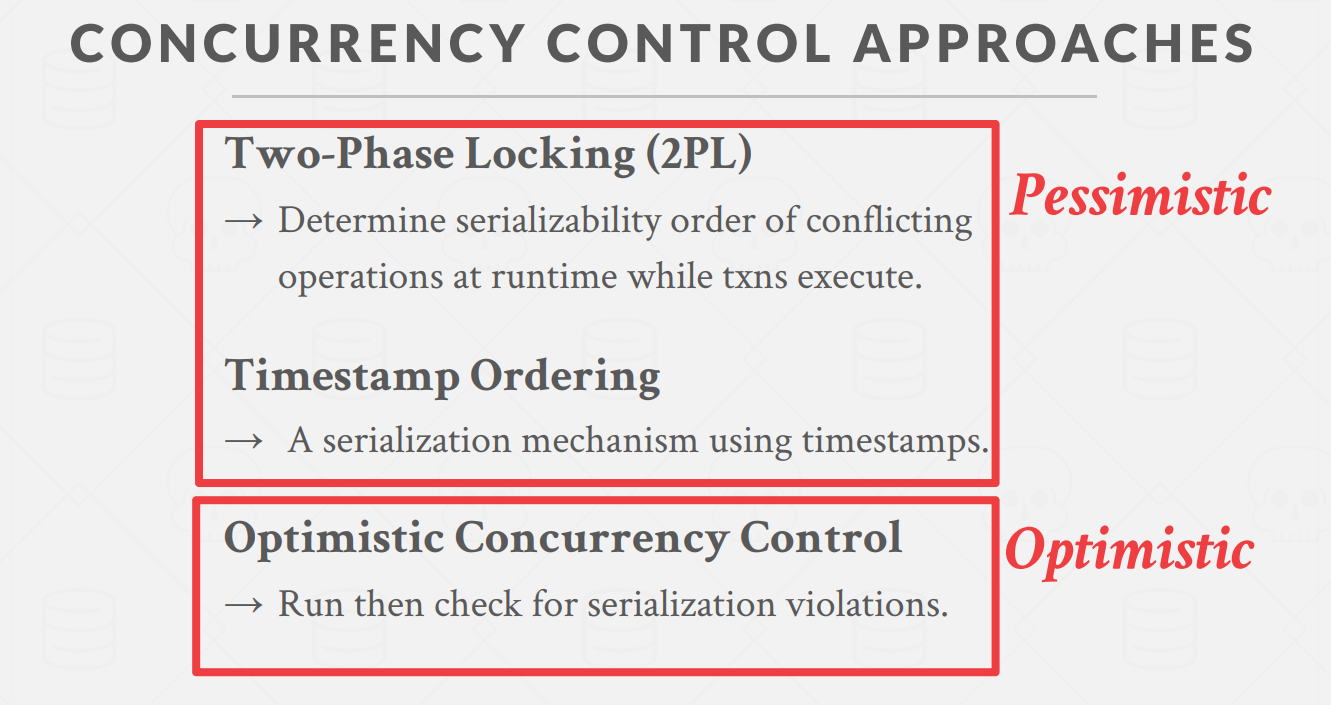 CONCURRENCY CONTROL APPROACHES
Two-Phase Locking (2PL)
→ Determine serializability order of conflicting
operations at runtime while txns execute.
Pessimistic
Timestamp Ordering
→ A serialization mechanism using timestamps.
Optimistic Concurrency Control
→ Run then check for serialization violations.
Optimistic